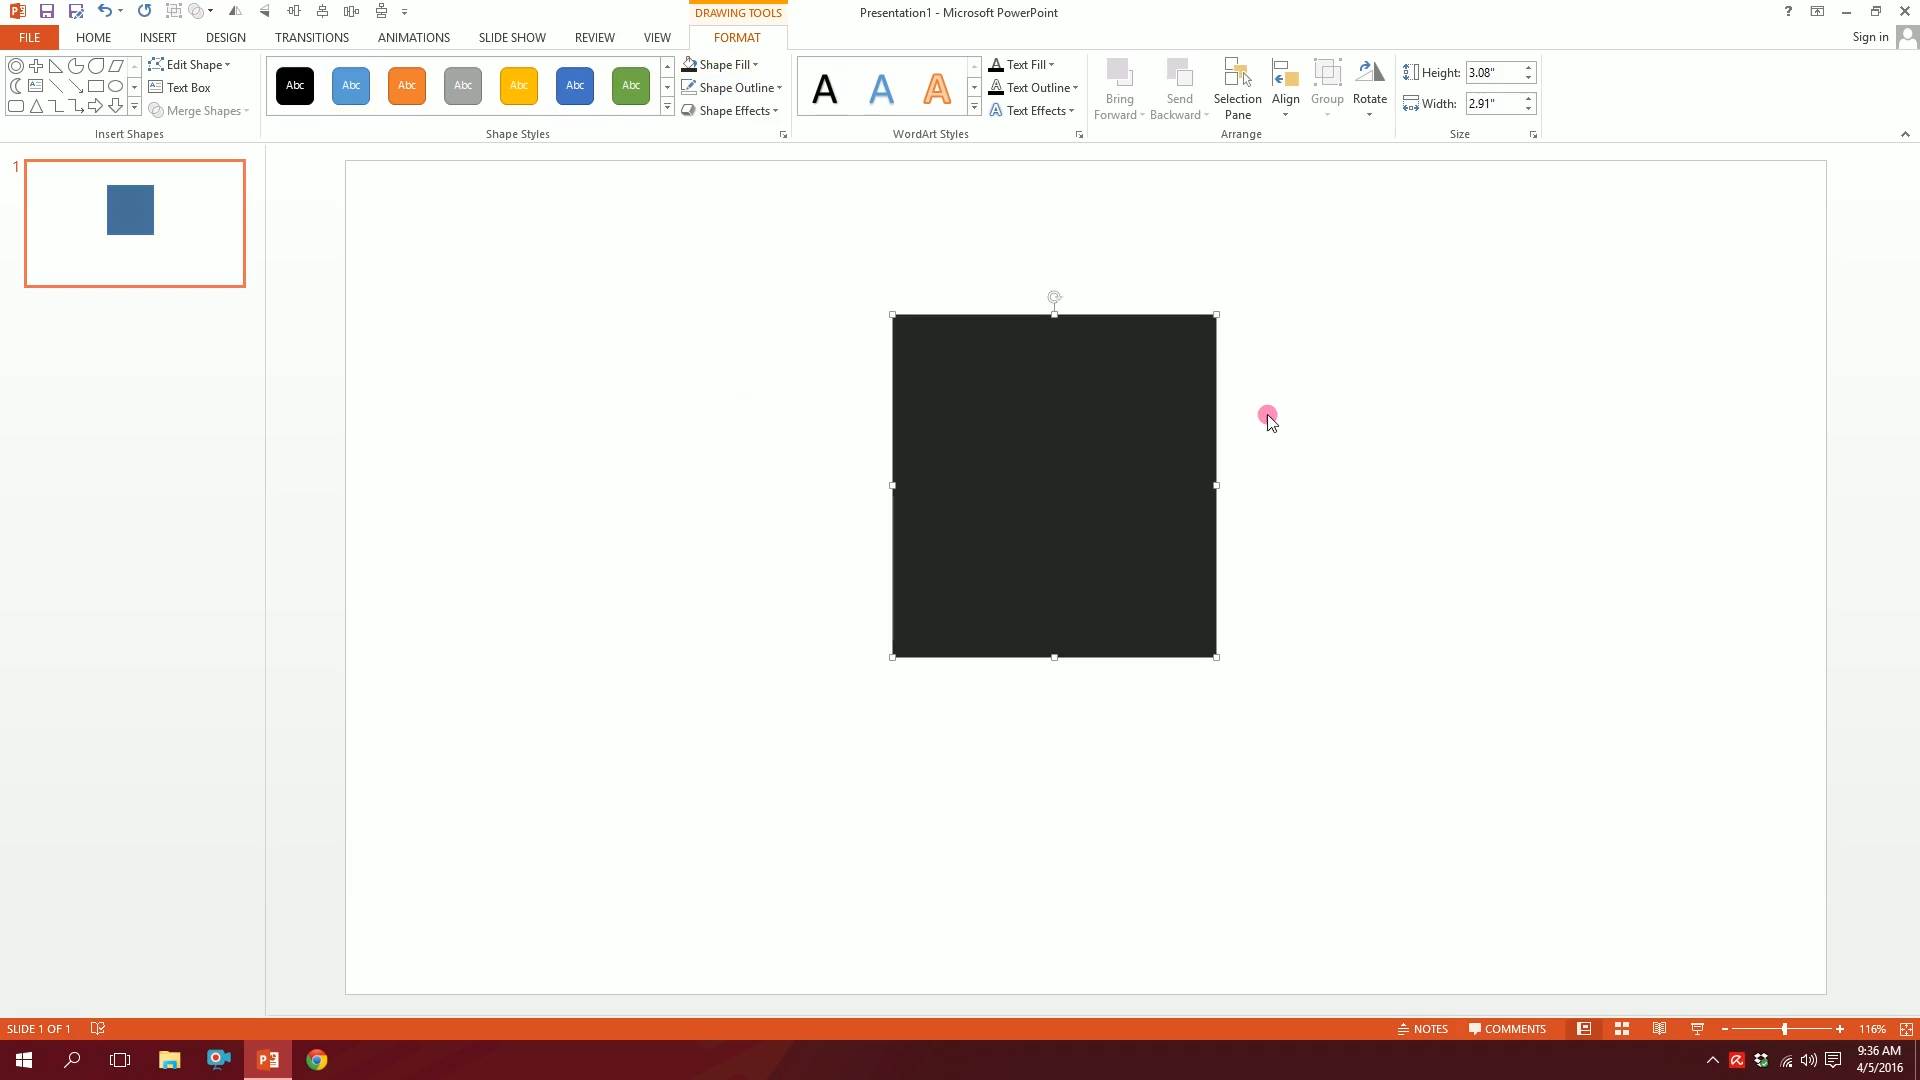 DRAWING TOOLS
Presentation1 - Microsoft PowerPoint
?
FILE
HOME
INSERT
DESIGN
TRANSITIONS
ANIMATIONS
SLIDE SHOW
REVIEW
VIEW
FORMAT
Sign in
Edit Shape
Text Box
Merge Shapes
Insert Shapes
Abc
Abc
Abc
Abc
Abc
Abc
Abc
Shape Fill
Shape Outline
Shape Effects
Shape Styles
A
A
A
Text Fill
Text Outline
Text Effects
WordArt Styles
Bring
Forward
Send
Backward
Selection
Pane
Align
Group
Rotate
Arrange
Height: 3.08"
Width: 2.91"
Size
1
SLIDE 1 OF 1
NOTES
COMMENTS
116%
9:36 AM
4/5/2016